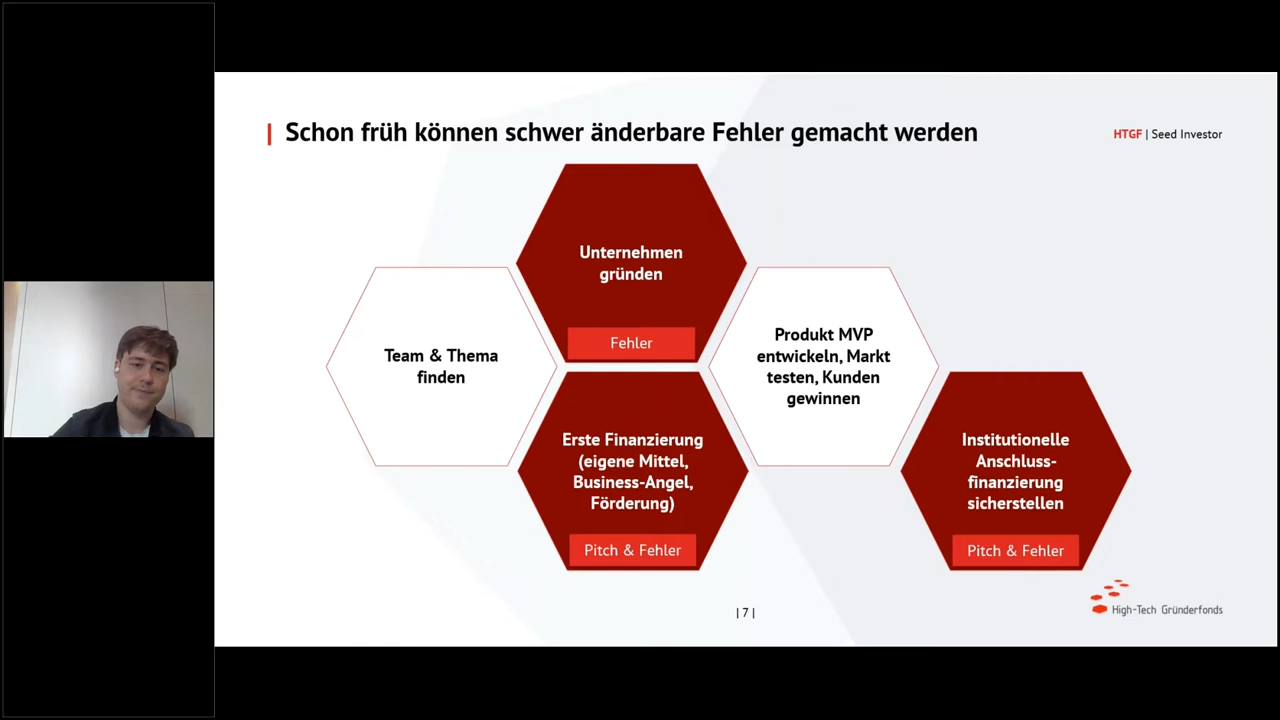 Schon früh können schwer änderbare Fehler gemacht werden
HTGF | Seed Investor
Team & Thema
finden
Unternehmen
gründen
Fehler
Erste Finanzierung
(eigene Mittel,
Business-Angel,
Förderung)
Pitch & Fehler
Produkt MVP
entwickeln, Markt
testen, Kunden
gewinnen
Institutionelle
Anschluss-
finanzierung
sicherstellen
Pitch & Fehler
| 7 |
High-Tech Gründerfonds